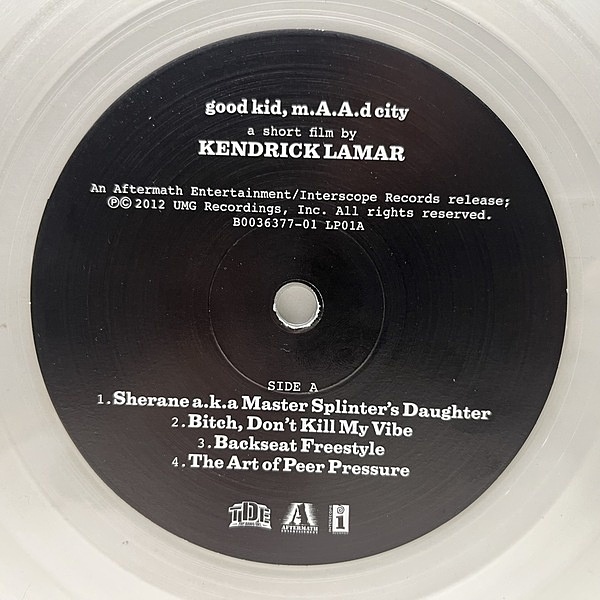 good kid, m.A.A.d city
a short film by
KENDRICK LAMAR
An Aftermath Entertainment/Interscope Records release;
℗© 2012 UMG Recordings, Inc. All rights reserved.
B0036377-01 LP01A
SIDE A
1. Sherane a.k.a Master Splinter's Daughter
2. Bitch, Don't Kill My Vibe
3. Backseat Freestyle
4. The Art of Peer Pressure
TDE
A
AFTERMATH
ENTERTAINMENT
i
INTERSCOPE